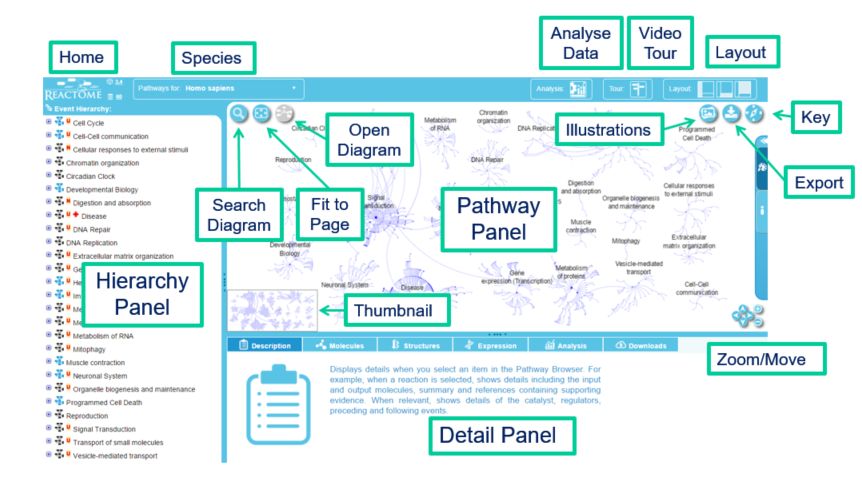 Home
Species
Analyse
Data
Video
Tour
Layout
REACTOME
Pathways for: Homo sapiens
Analysis:
Tour:
Layout:
Event Hierarchy:
Cell Cycle
Cell-Cell communication
Cellular responses to external stimuli
Chromatin organization
Circadian Clock
Developmental Biology
Digestion and absorption
Disease
DNA Repair
DNA Replication
Extracellular matrix organization
Metabolism of RNA
Mitophagy
Muscle contraction
Neuronal System
Organelle biogenesis and maintenance
Programmed Cell Death
Reproduction
Signal Transduction
Transport of small molecules
Vesicle-mediated transport
Hierarchy
Panel
Search
Diagram
Fit to
Page
Open
Diagram
Illustrations
Key
Export
Pathway
Panel
Thumbnail
Metabolism
of RNA
Chromatin
organization
Programmed
Cell Death
DNA Repair
Digestion
and absorption
Organelle biogenesis
and maintenance
Cellular responses
to external stimuli
Muscle
contraction
Mitophagy
Extracellular
matrix organization
Developmental
Biology
Signal
Neuronal System
Disease
Gene
expression (Transcription)
Metabolism
of proteins
Vesicle-mediated
transport
Cell-Cell
communication
Zoom/Move
Description
Molecules
Structures
Expression
Analysis
Downloads
Displays details when you select an item in the Pathway Browser. For
example, when a reaction is selected, shows details including the input
and output molecules, summary and references containing supporting
evidence. When relevant, shows details of the catalyst, regulators,
preceding and following events.
Detail Panel